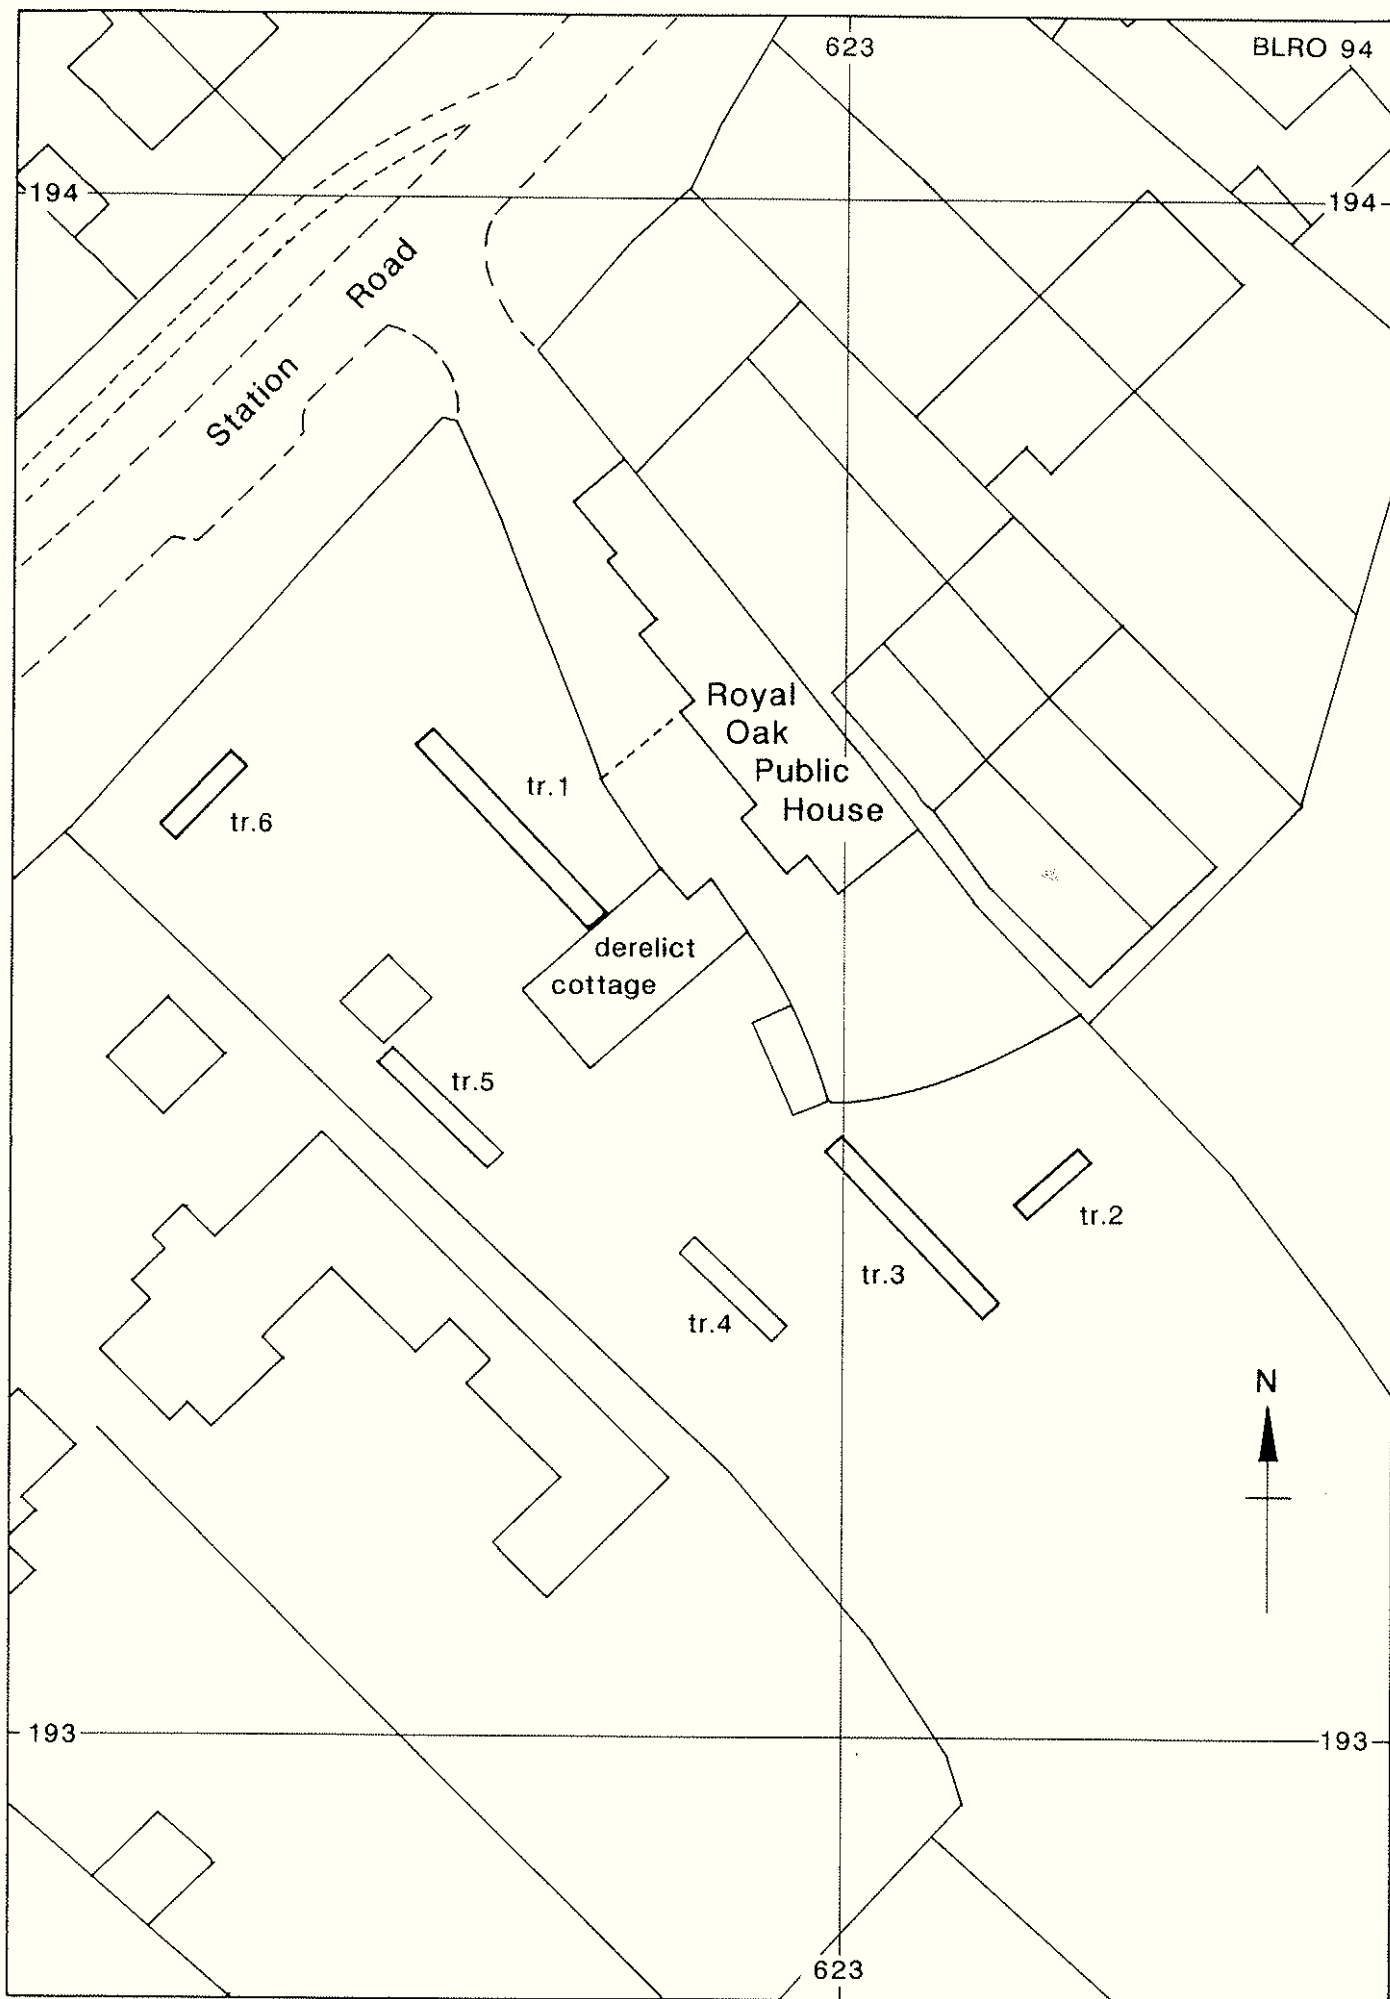 623
BLRO 94
194
194
Road
Station
Royal
Oak
Public
House
tr.1
tr.6
derelict
cottage
tr.5
tr.2
tr.3
tr.4
N
193
193
623